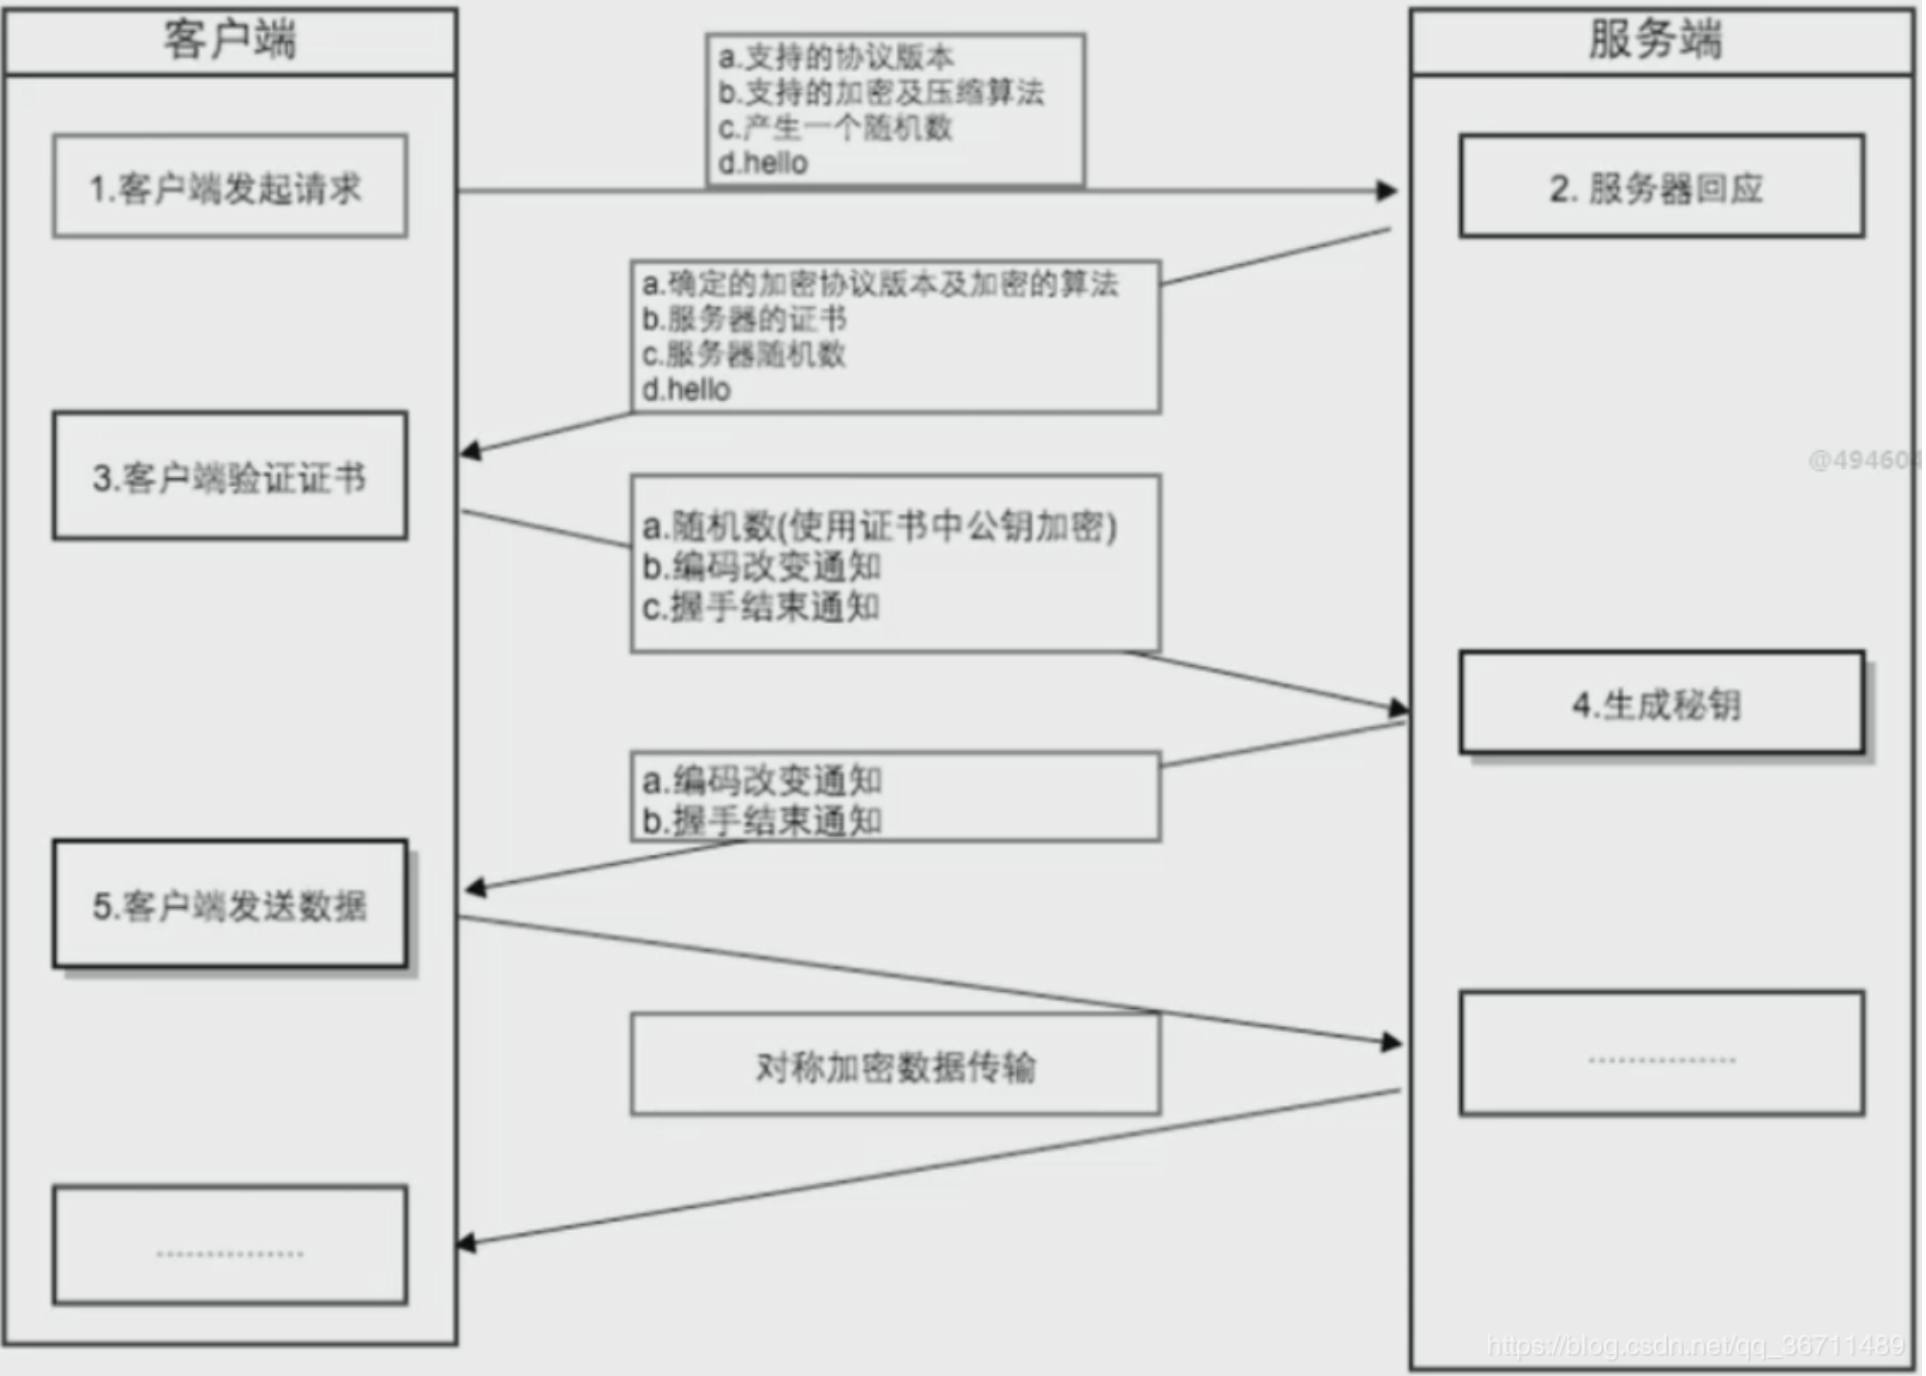 客户端
服务端
a.支持的协议版本
b.支持的加密及压缩算法
c.产生一个随机数
d.hello
1.客户端发起请求
2. 服务器回应
a.确定的加密协议版本及加密的算法
b.服务器的证书
c.服务器随机数
d.hello
3.客户端验证证书
@494604
a.随机数(使用证书中公钥加密)
b.编码改变通知
c.握手结束通知
4.生成秘钥
a.编码改变通知
b.握手结束通知
5.客户端发送数据
对称加密数据传输
...............
...............
https://blog.csdn.net/qq_36711489